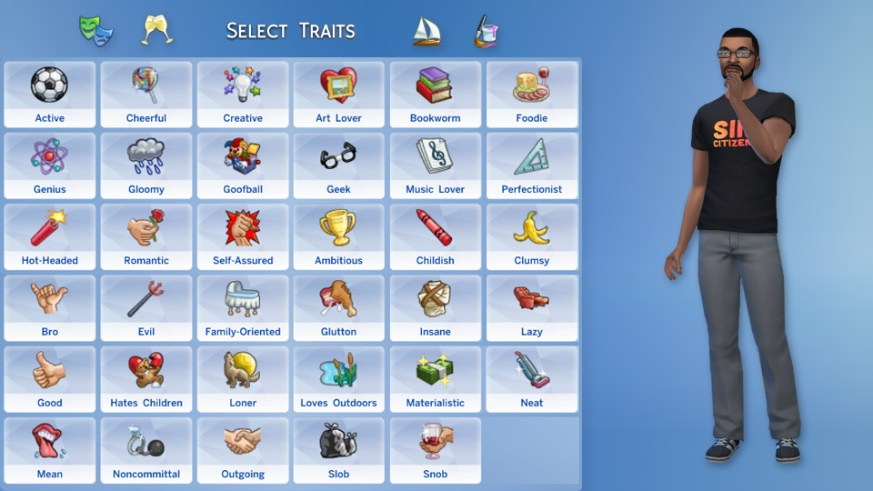 Select Traits
Active Cheerful Creative Art Lover Bookworm Foodie
Genius Gloomy Goofball Geek Music Lover Perfectionist
Hot-Headed Romantic Self-Assured Ambitious Childish Clumsy
Bro Evil Family-Oriented Glutton Insane Lazy
Good Hates Children Loner Loves Outdoors Materialistic Neat
Mean Noncommittal Outgoing Slob Snob
CITIZEN